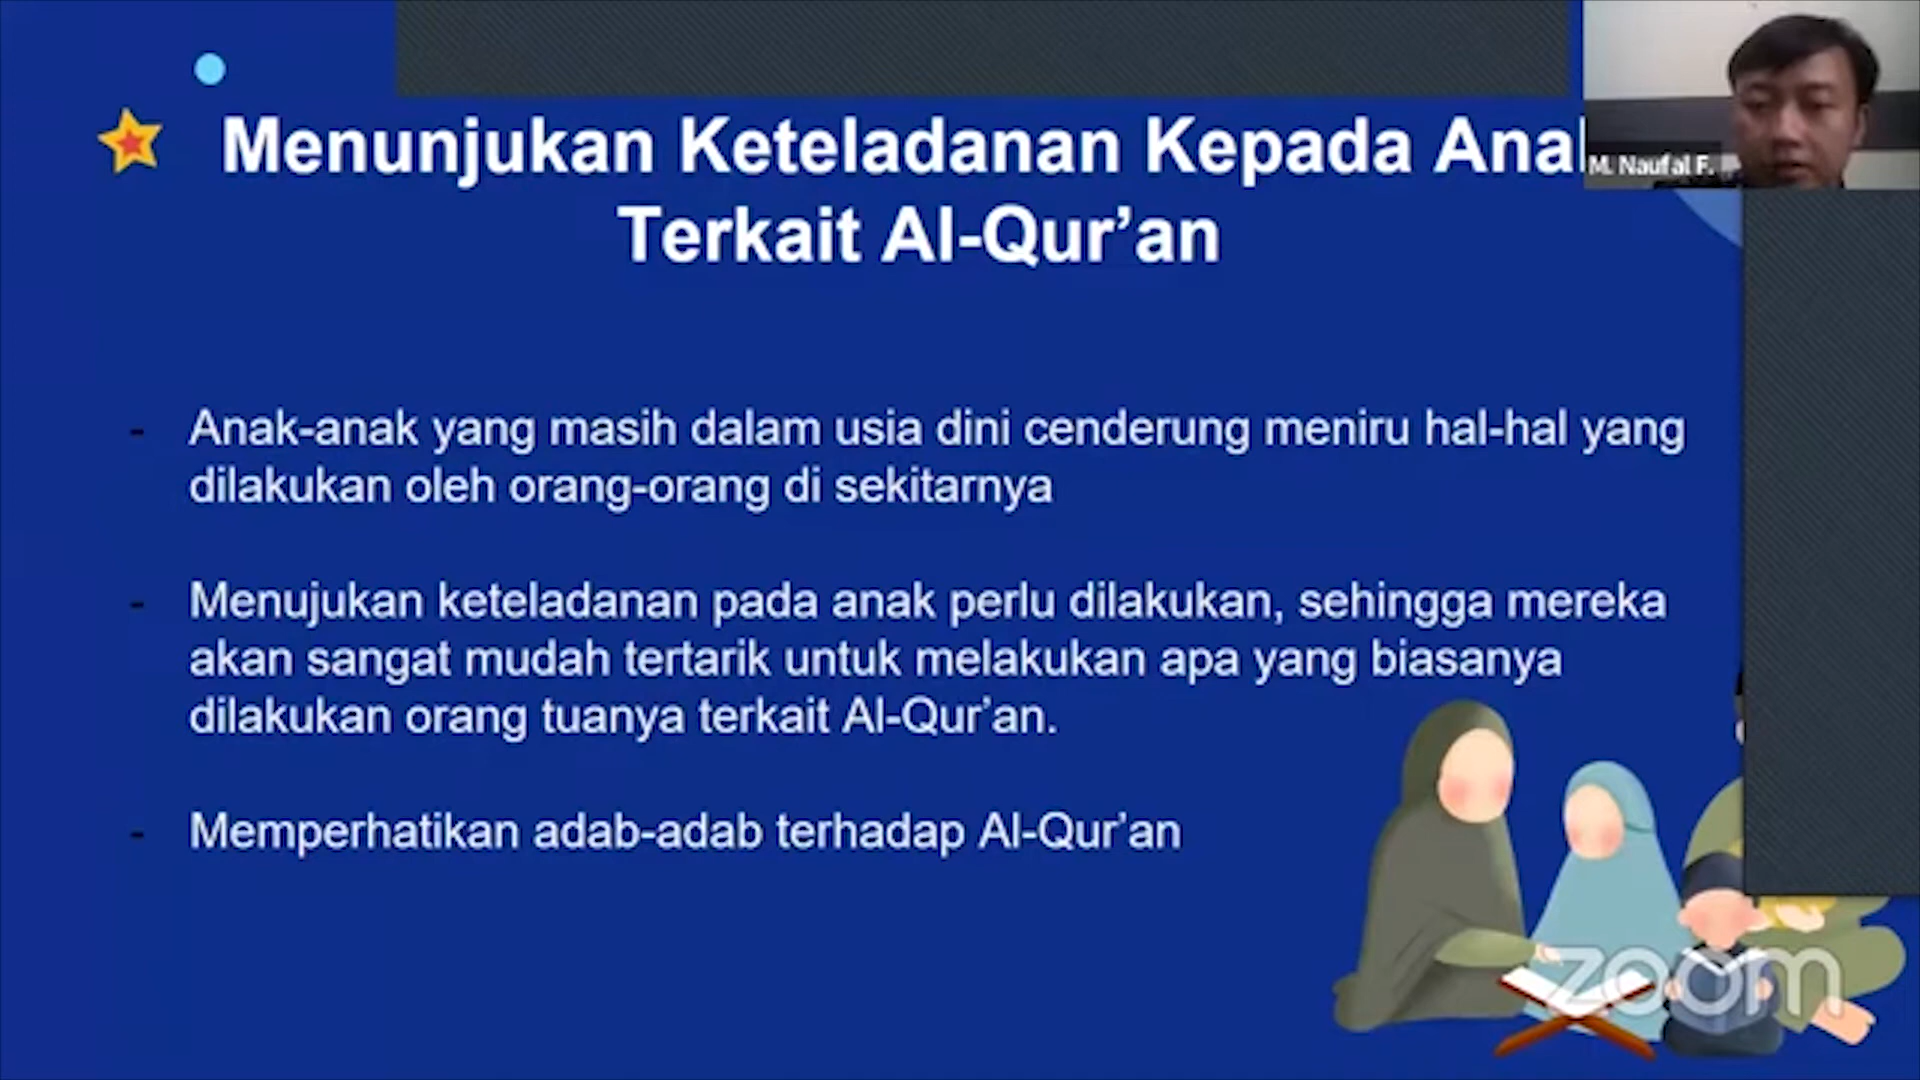 Menunjukan Keteladanan Kepada Ana
Terkait Al-Qur’an
M. Naufal F.
- Anak-anak yang masih dalam usia dini cenderung meniru hal-hal yang
dilakukan oleh orang-orang di sekitarnya
- Menujukan keteladanan pada anak perlu dilakukan, sehingga mereka
akan sangat mudah tertarik untuk melakukan apa yang biasanya
dilakukan orang tuanya terkait Al-Qur’an.
- Memperhatikan adab-adab terhadap Al-Qur’an
zoom